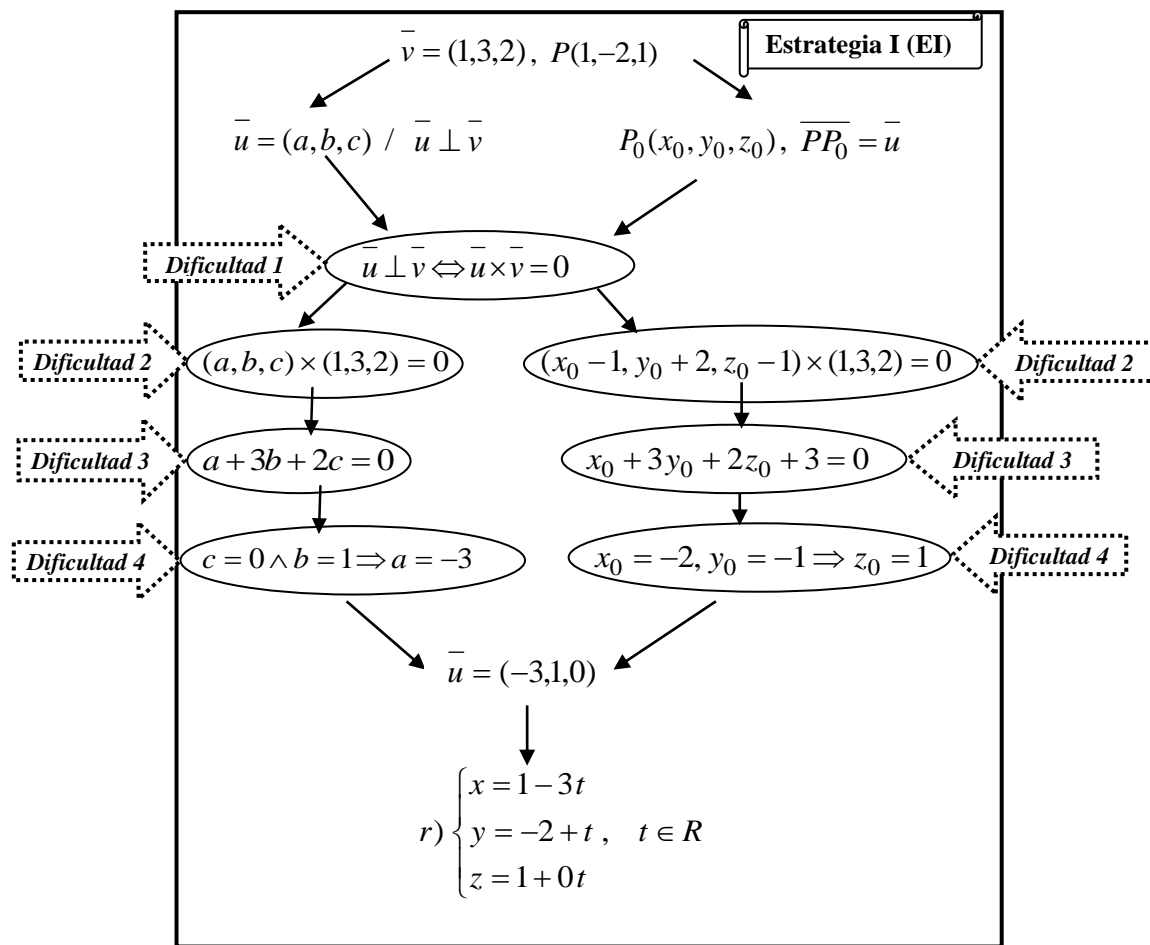 Estrategia I (EI)
v̅ = (1,3,2) , P(1,−2,1)
u̅ = (a,b,c) / u̅ ⊥ v̅
P₀(x₀, y₀, z₀), P̅P̅₀̅ = u̅
Dificultad 1
u̅ ⊥ v̅ ⇔ u̅ × v̅ = 0
Dificultad 2
(a,b,c) × (1,3,2) = 0
(x₀ − 1, y₀ + 2, z₀ − 1) × (1,3,2) = 0
Dificultad 2
Dificultad 3
a + 3b + 2c = 0
x₀ + 3y₀ + 2z₀ + 3 = 0
Dificultad 3
Dificultad 4
c = 0 ∧ b = 1 ⇒ a = −3
x₀ = −2, y₀ = −1 ⇒ z₀ = 1
Dificultad 4
u̅ = (−3,1,0)
x = 1 − 3t
r) { y = −2 + t , t ∈ R
z = 1 + 0t